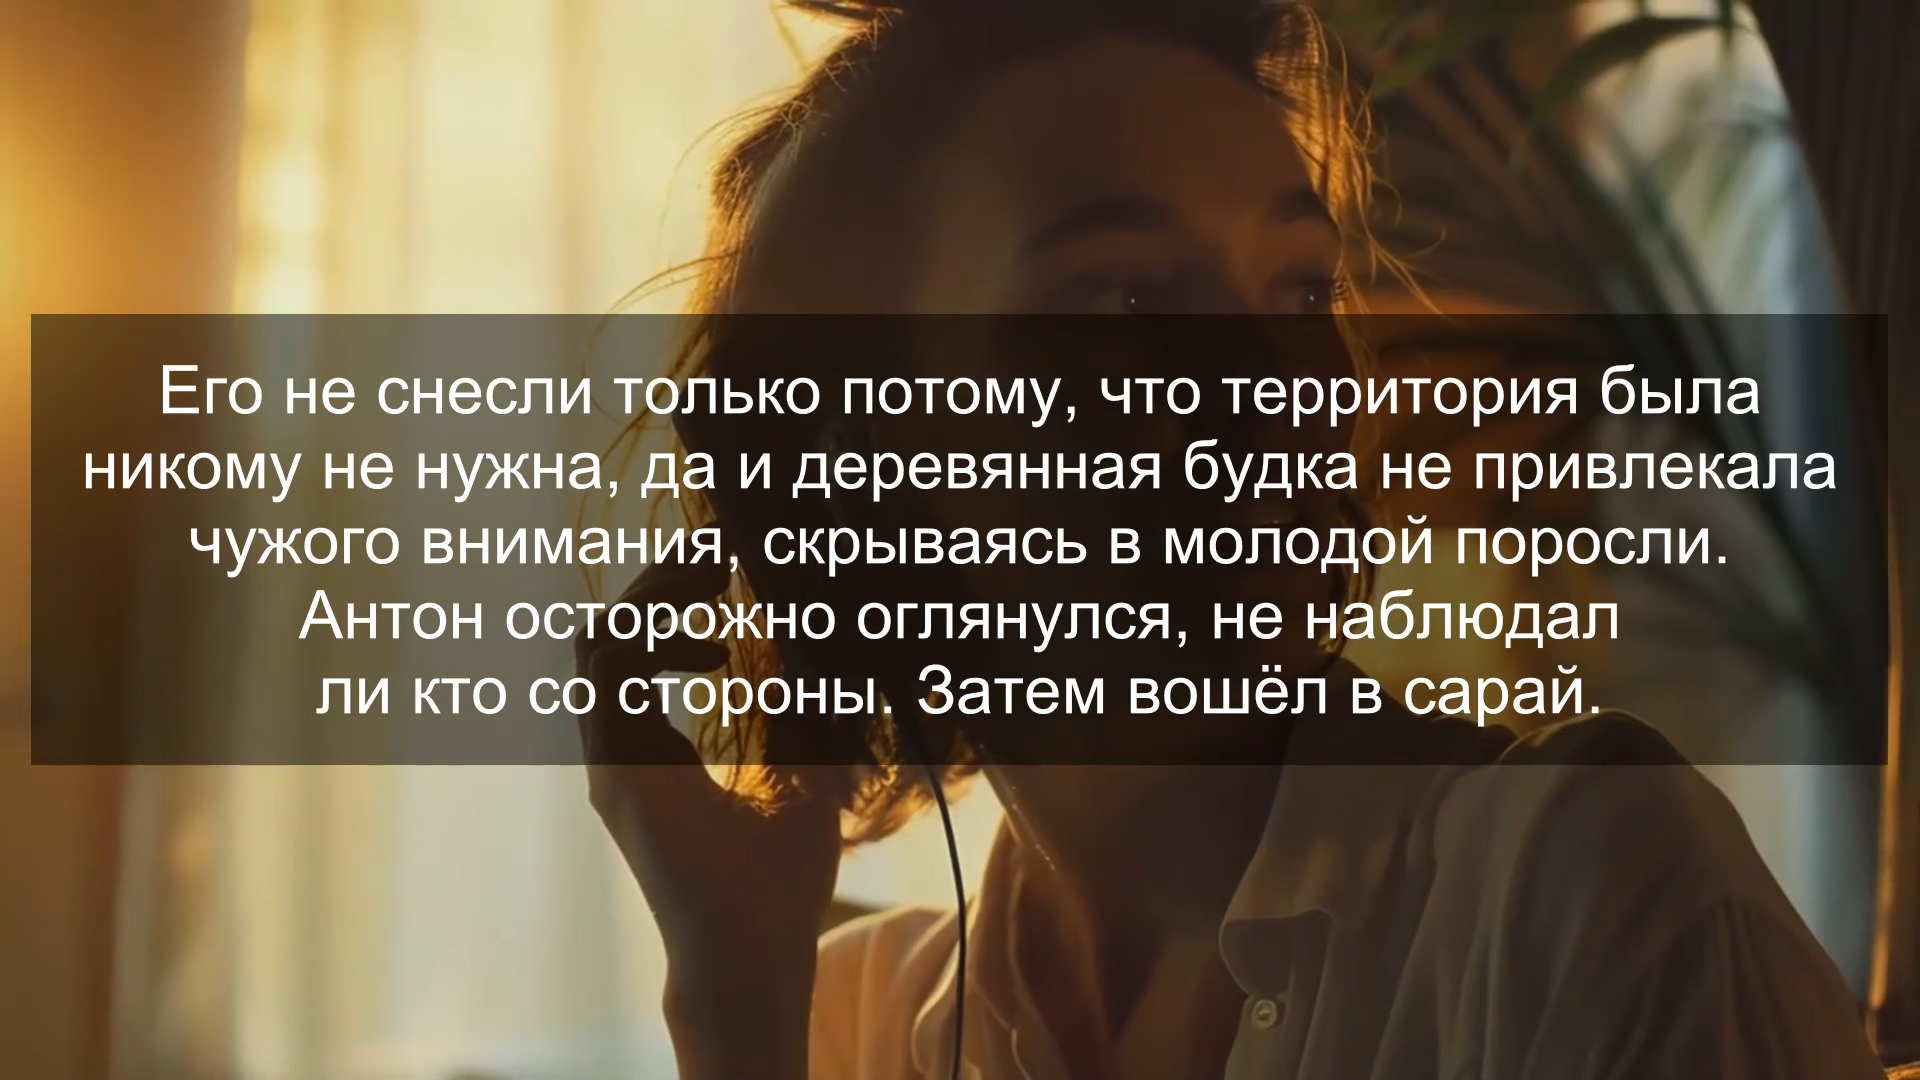 Его не снесли только потому, что территория была
никому не нужна, да и деревянная будка не привлекала
чужого внимания, скрываясь в молодой поросли.
Антон осторожно оглянулся, не наблюдал
ли кто со стороны. Затем вошёл в сарай.